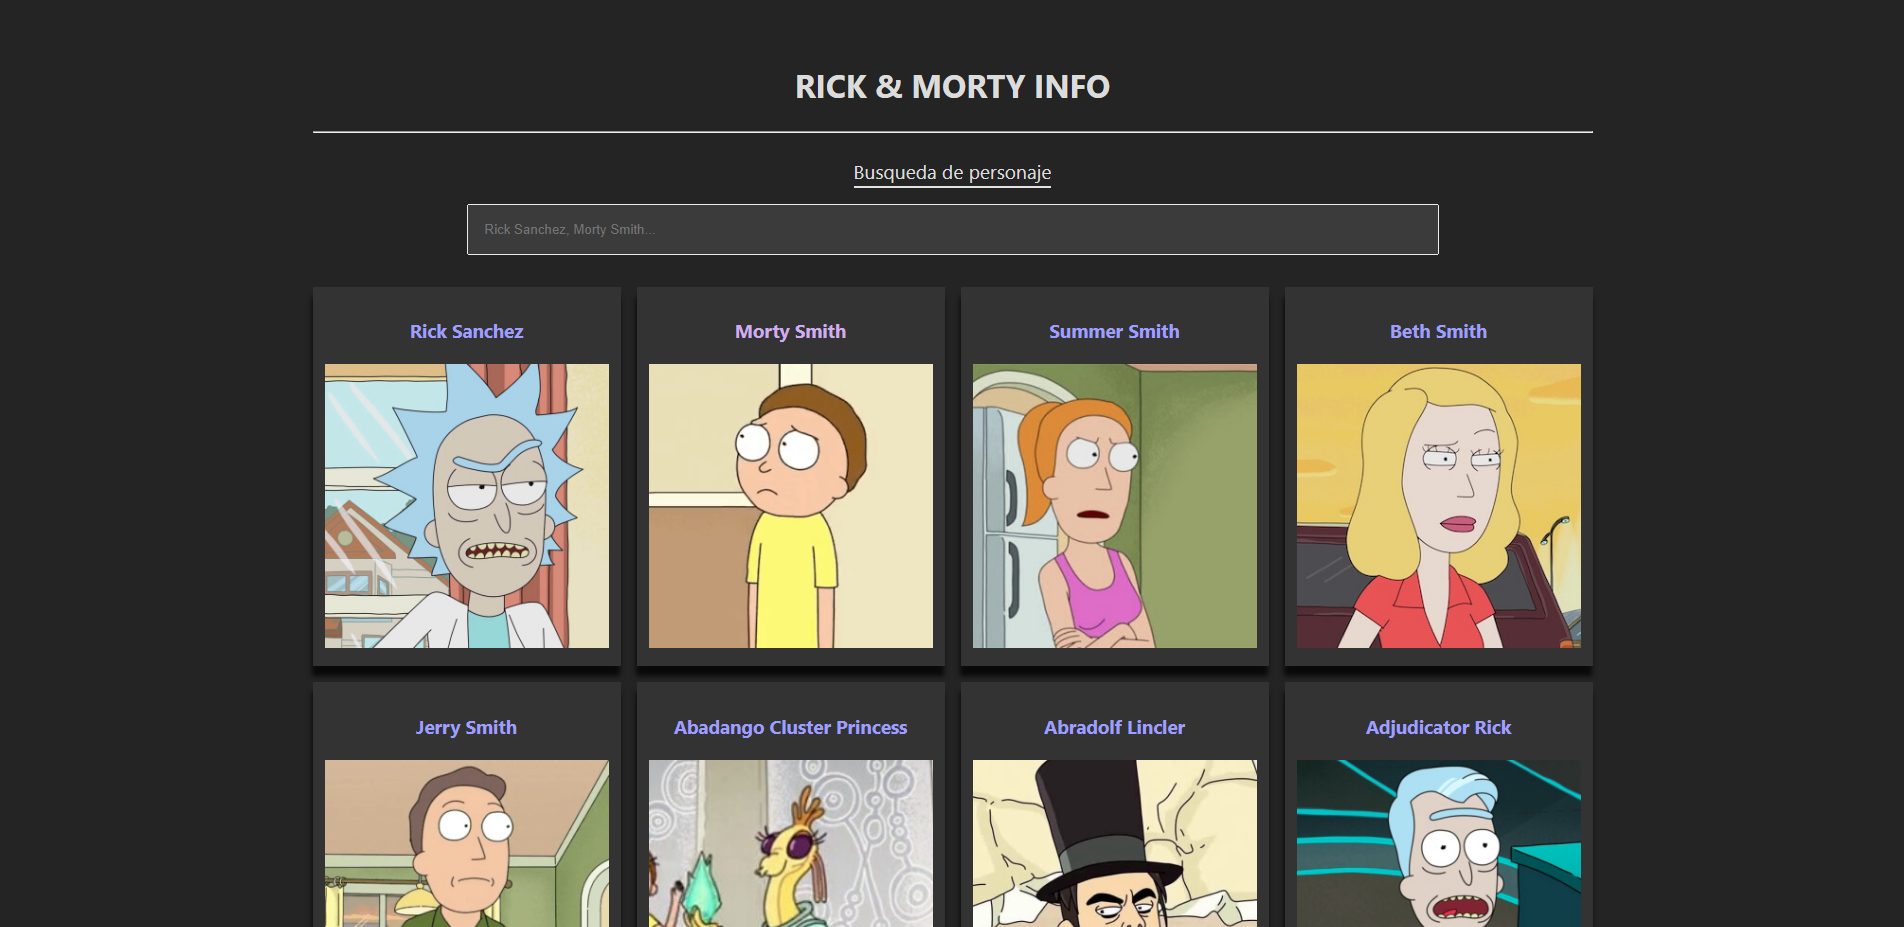 RICK & MORTY INFO
Busqueda de personaje
Rick Sanchez, Morty Smith...
Rick Sanchez
Morty Smith
Summer Smith
Beth Smith
Jerry Smith
Abadango Cluster Princess
Abradolf Lincler
Adjudicator Rick